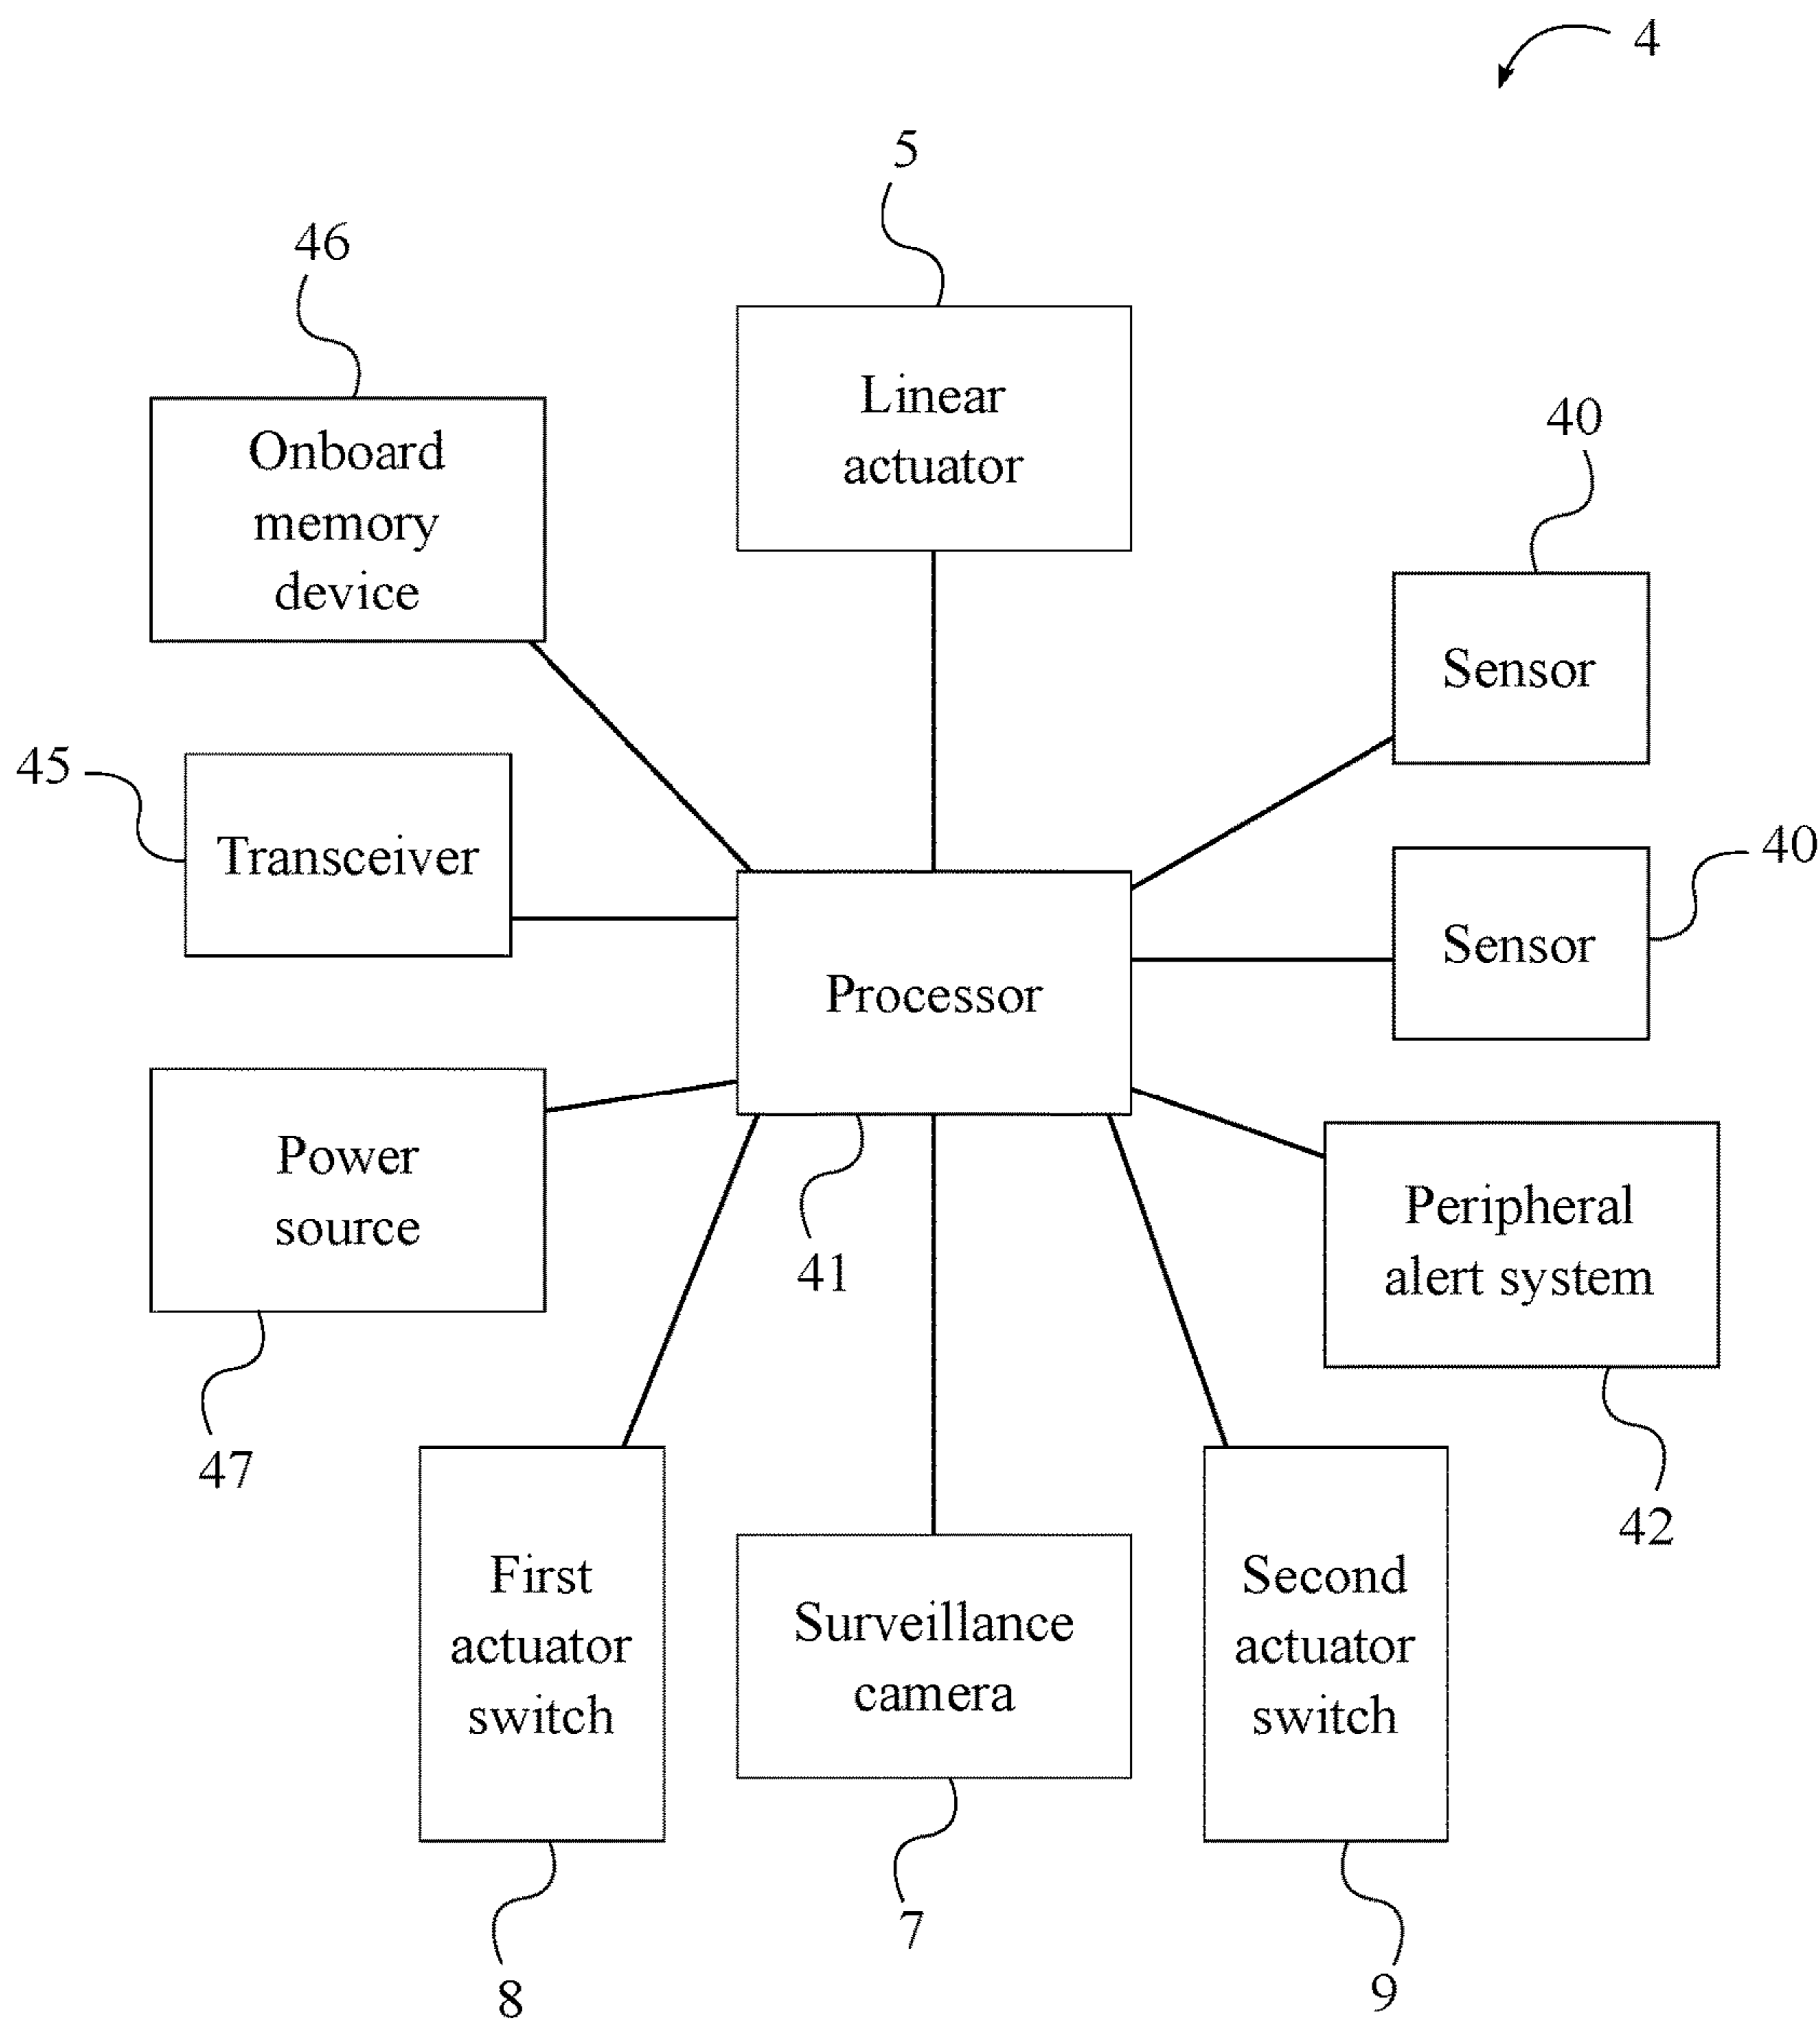 4
5
46
Linear
actuator
40
Onboard
memory
device
Sensor
45
Transceiver
40
Sensor
Processor
Power
source
41
Peripheral
alert system
47
42
First
actuator
switch
Surveillance
camera
Second
actuator
switch
7
8
9